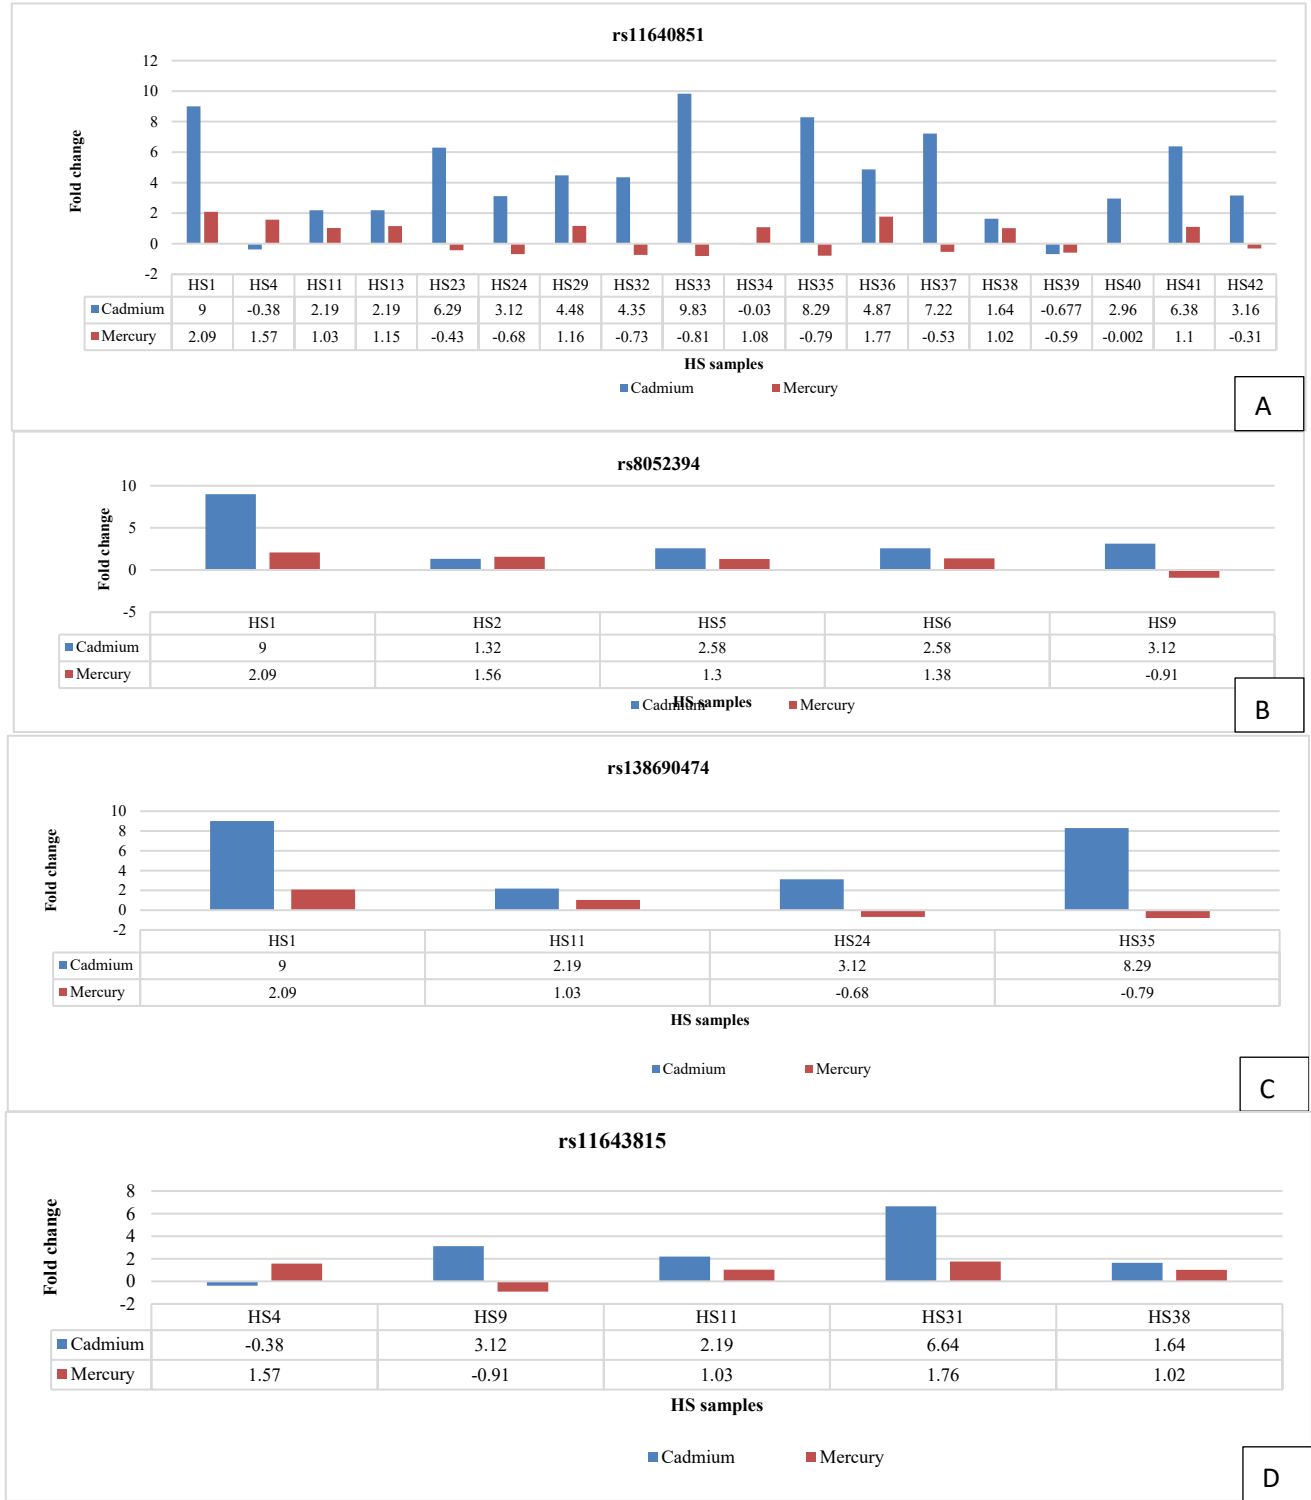 rs11640851
12
10
8
6
4
2
0
-2
Fold change
HS1 HS4 HS11 HS13 HS23 HS24 HS29 HS32 HS33 HS34 HS35 HS36 HS37 HS38 HS39 HS40 HS41 HS42
Cadmium 9 -0.38 2.19 2.19 6.29 3.12 4.48 4.35 9.83 -0.03 8.29 4.87 7.22 1.64 -0.677 2.96 6.38 3.16
Mercury 2.09 1.57 1.03 1.15 -0.43 -0.68 1.16 -0.73 -0.81 1.08 -0.79 1.77 -0.53 1.02 -0.59 -0.002 1.1 -0.31
HS samples
Cadmium Mercury
A
rs8052394
10
5
0
-5
Fold change
HS1 HS2 HS5 HS6 HS9
Cadmium 9 1.32 2.58 2.58 3.12
Mercury 2.09 1.56 1.3 1.38 -0.91
HS samples
Cadmium Mercury
B
rs138690474
10
8
6
4
2
0
-2
Fold change
HS1 HS11 HS24 HS35
Cadmium 9 2.19 3.12 8.29
Mercury 2.09 1.03 -0.68 -0.79
HS samples
Cadmium Mercury
C
rs11643815
8
6
4
2
0
-2
Fold change
HS4 HS9 HS11 HS31 HS38
Cadmium -0.38 3.12 2.19 6.64 1.64
Mercury 1.57 -0.91 1.03 1.76 1.02
HS samples
Cadmium Mercury
D